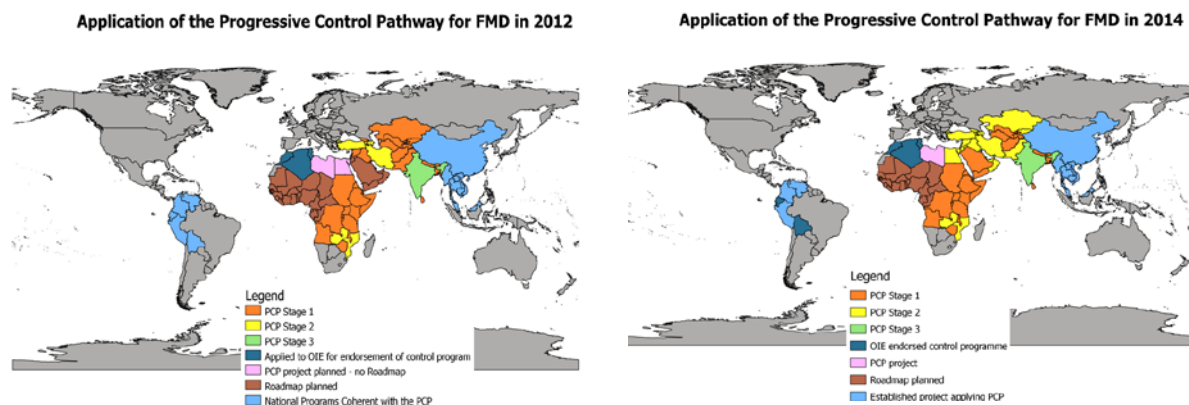 Application of the Progressive Control Pathway for FMD in 2012
Legend
PCP Stage 1
PCP Stage 2
PCP Stage 3
Applied to OIE for endorsement of control program
PCP project planned - no Roadmap
Roadmap planned
National Programs Coherent with the PCP
Application of the Progressive Control Pathway for FMD in 2014
Legend
PCP Stage 1
PCP Stage 2
PCP Stage 3
OIE endorsed control programme
PCP project
Roadmap planned
Established project applying PCP